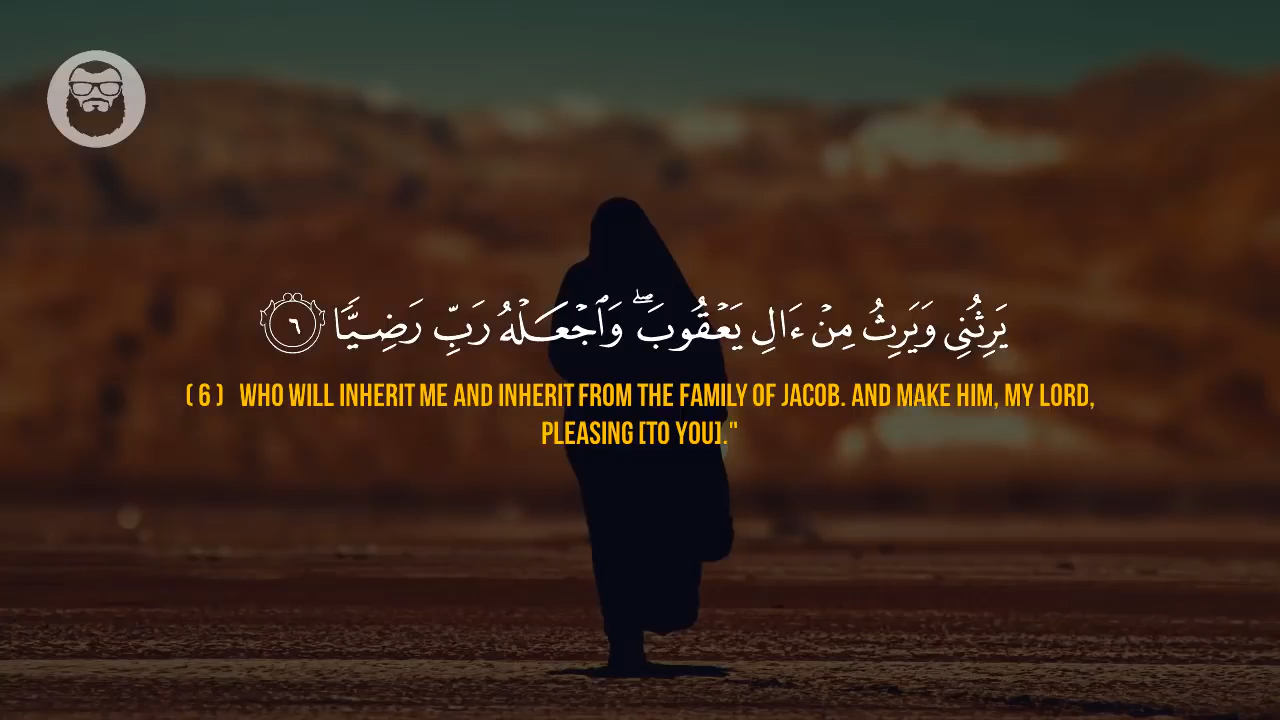 يَرِثُنِى وَيَرِثُ مِنْ ءَالِ يَعْقُوبَ ۖ وَٱجْعَلْهُ رَبِّ رَضِيًّا ٦
( 6 ) WHO WILL INHERIT ME AND INHERIT FROM THE FAMILY OF JACOB. AND MAKE HIM, MY LORD,
PLEASING [TO YOU]."